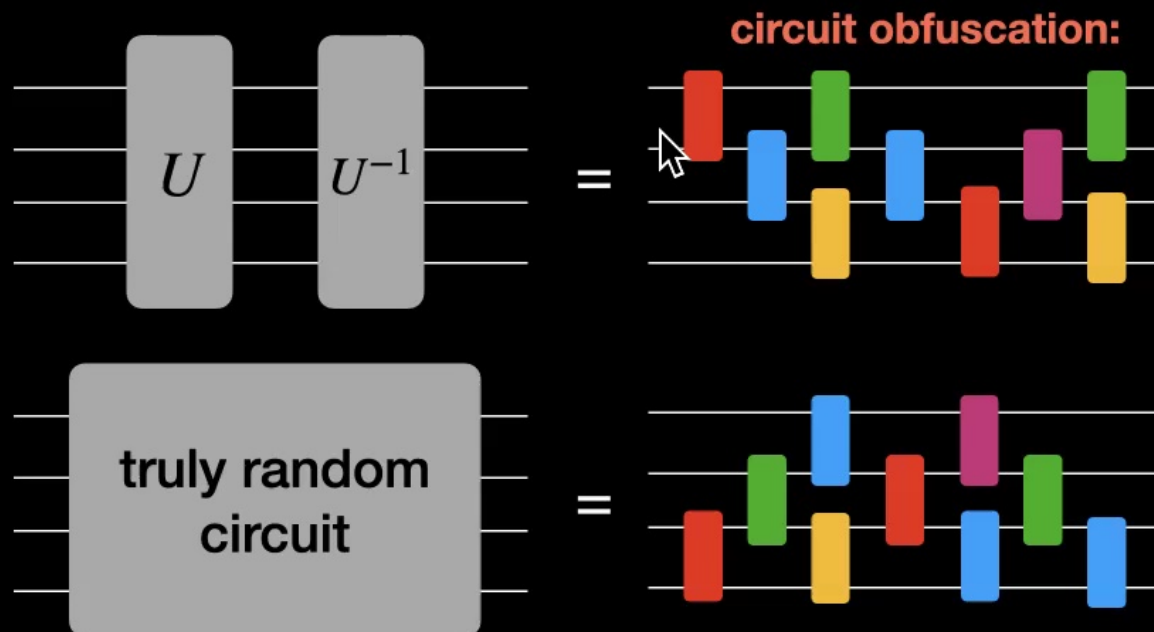 circuit obfuscation:
U
U⁻¹
=
truly random
circuit
=